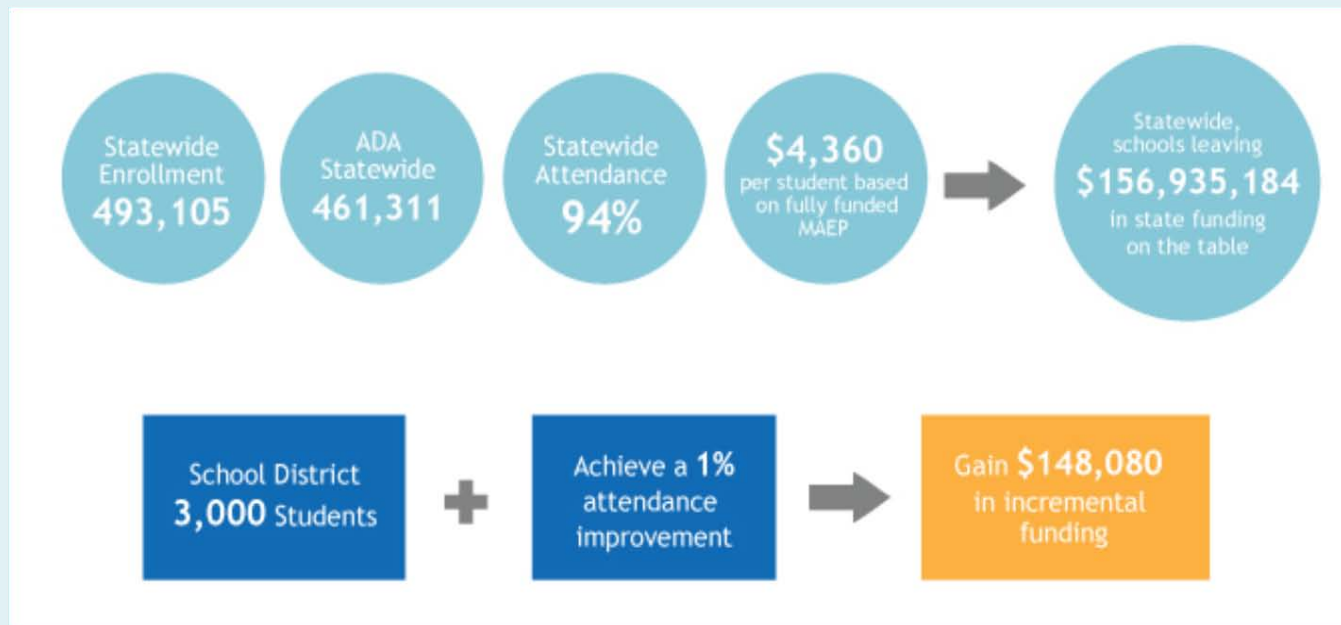 Statewide
Enrollment
493,105
ADA
Statewide
461,311
Statewide
Attendance
94%
$4,360
per student based
on fully funded
MAEP
Statewide,
schools leaving
$156,935,184
in state funding
on the table
School District
3,000 Students
Achieve a 1%
attendance
improvement
Gain $148,080
in incremental
funding